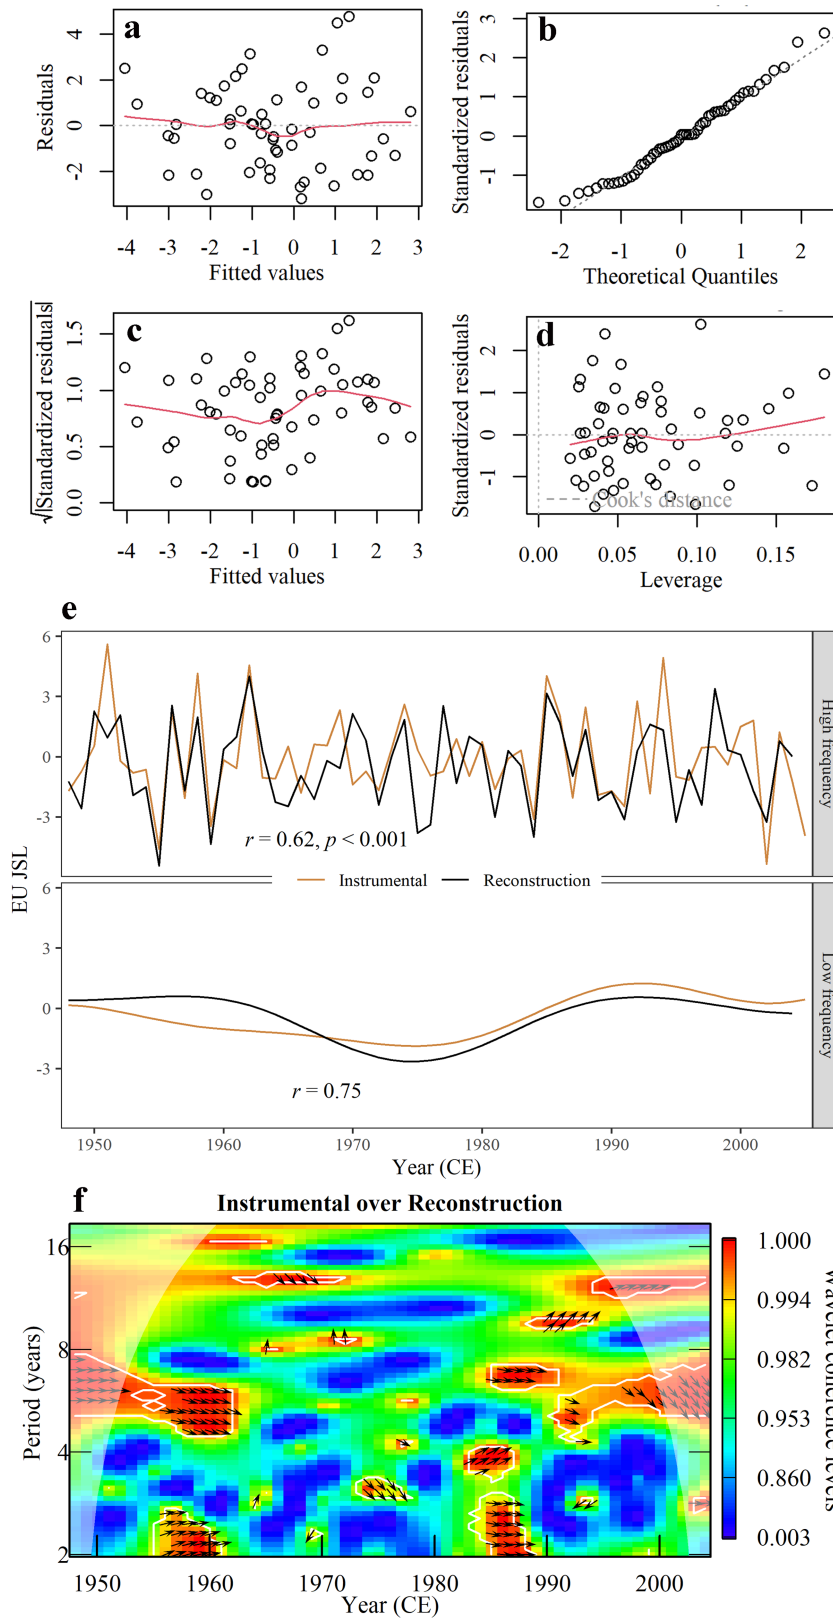 a
Residuals
4
2
0
-2
-4 -3 -2 -1 0 1 2 3
Fitted values
b
Standardized residuals
3
2
1
0
-1
-2 -1 0 1 2
Theoretical Quantiles
c
√|Standardized residuals|
1.5
1.0
0.5
0.0
-4 -3 -2 -1 0 1 2 3
Fitted values
d
Standardized residuals
2
1
0
-1
Cook's distance
0.00 0.05 0.10 0.15
Leverage
e
EU JSL
6
3
0
-3
r = 0.62, p < 0.001
High frequency
Instrumental Reconstruction
6
3
0
-3
r = 0.75
Low frequency
1950 1960 1970 1980 1990 2000
Year (CE)
f
Instrumental over Reconstruction
Period (years)
16
8
4
2
1950 1960 1970 1980 1990 2000
Year (CE)
1.000
0.994
0.982
0.953
0.860
0.003